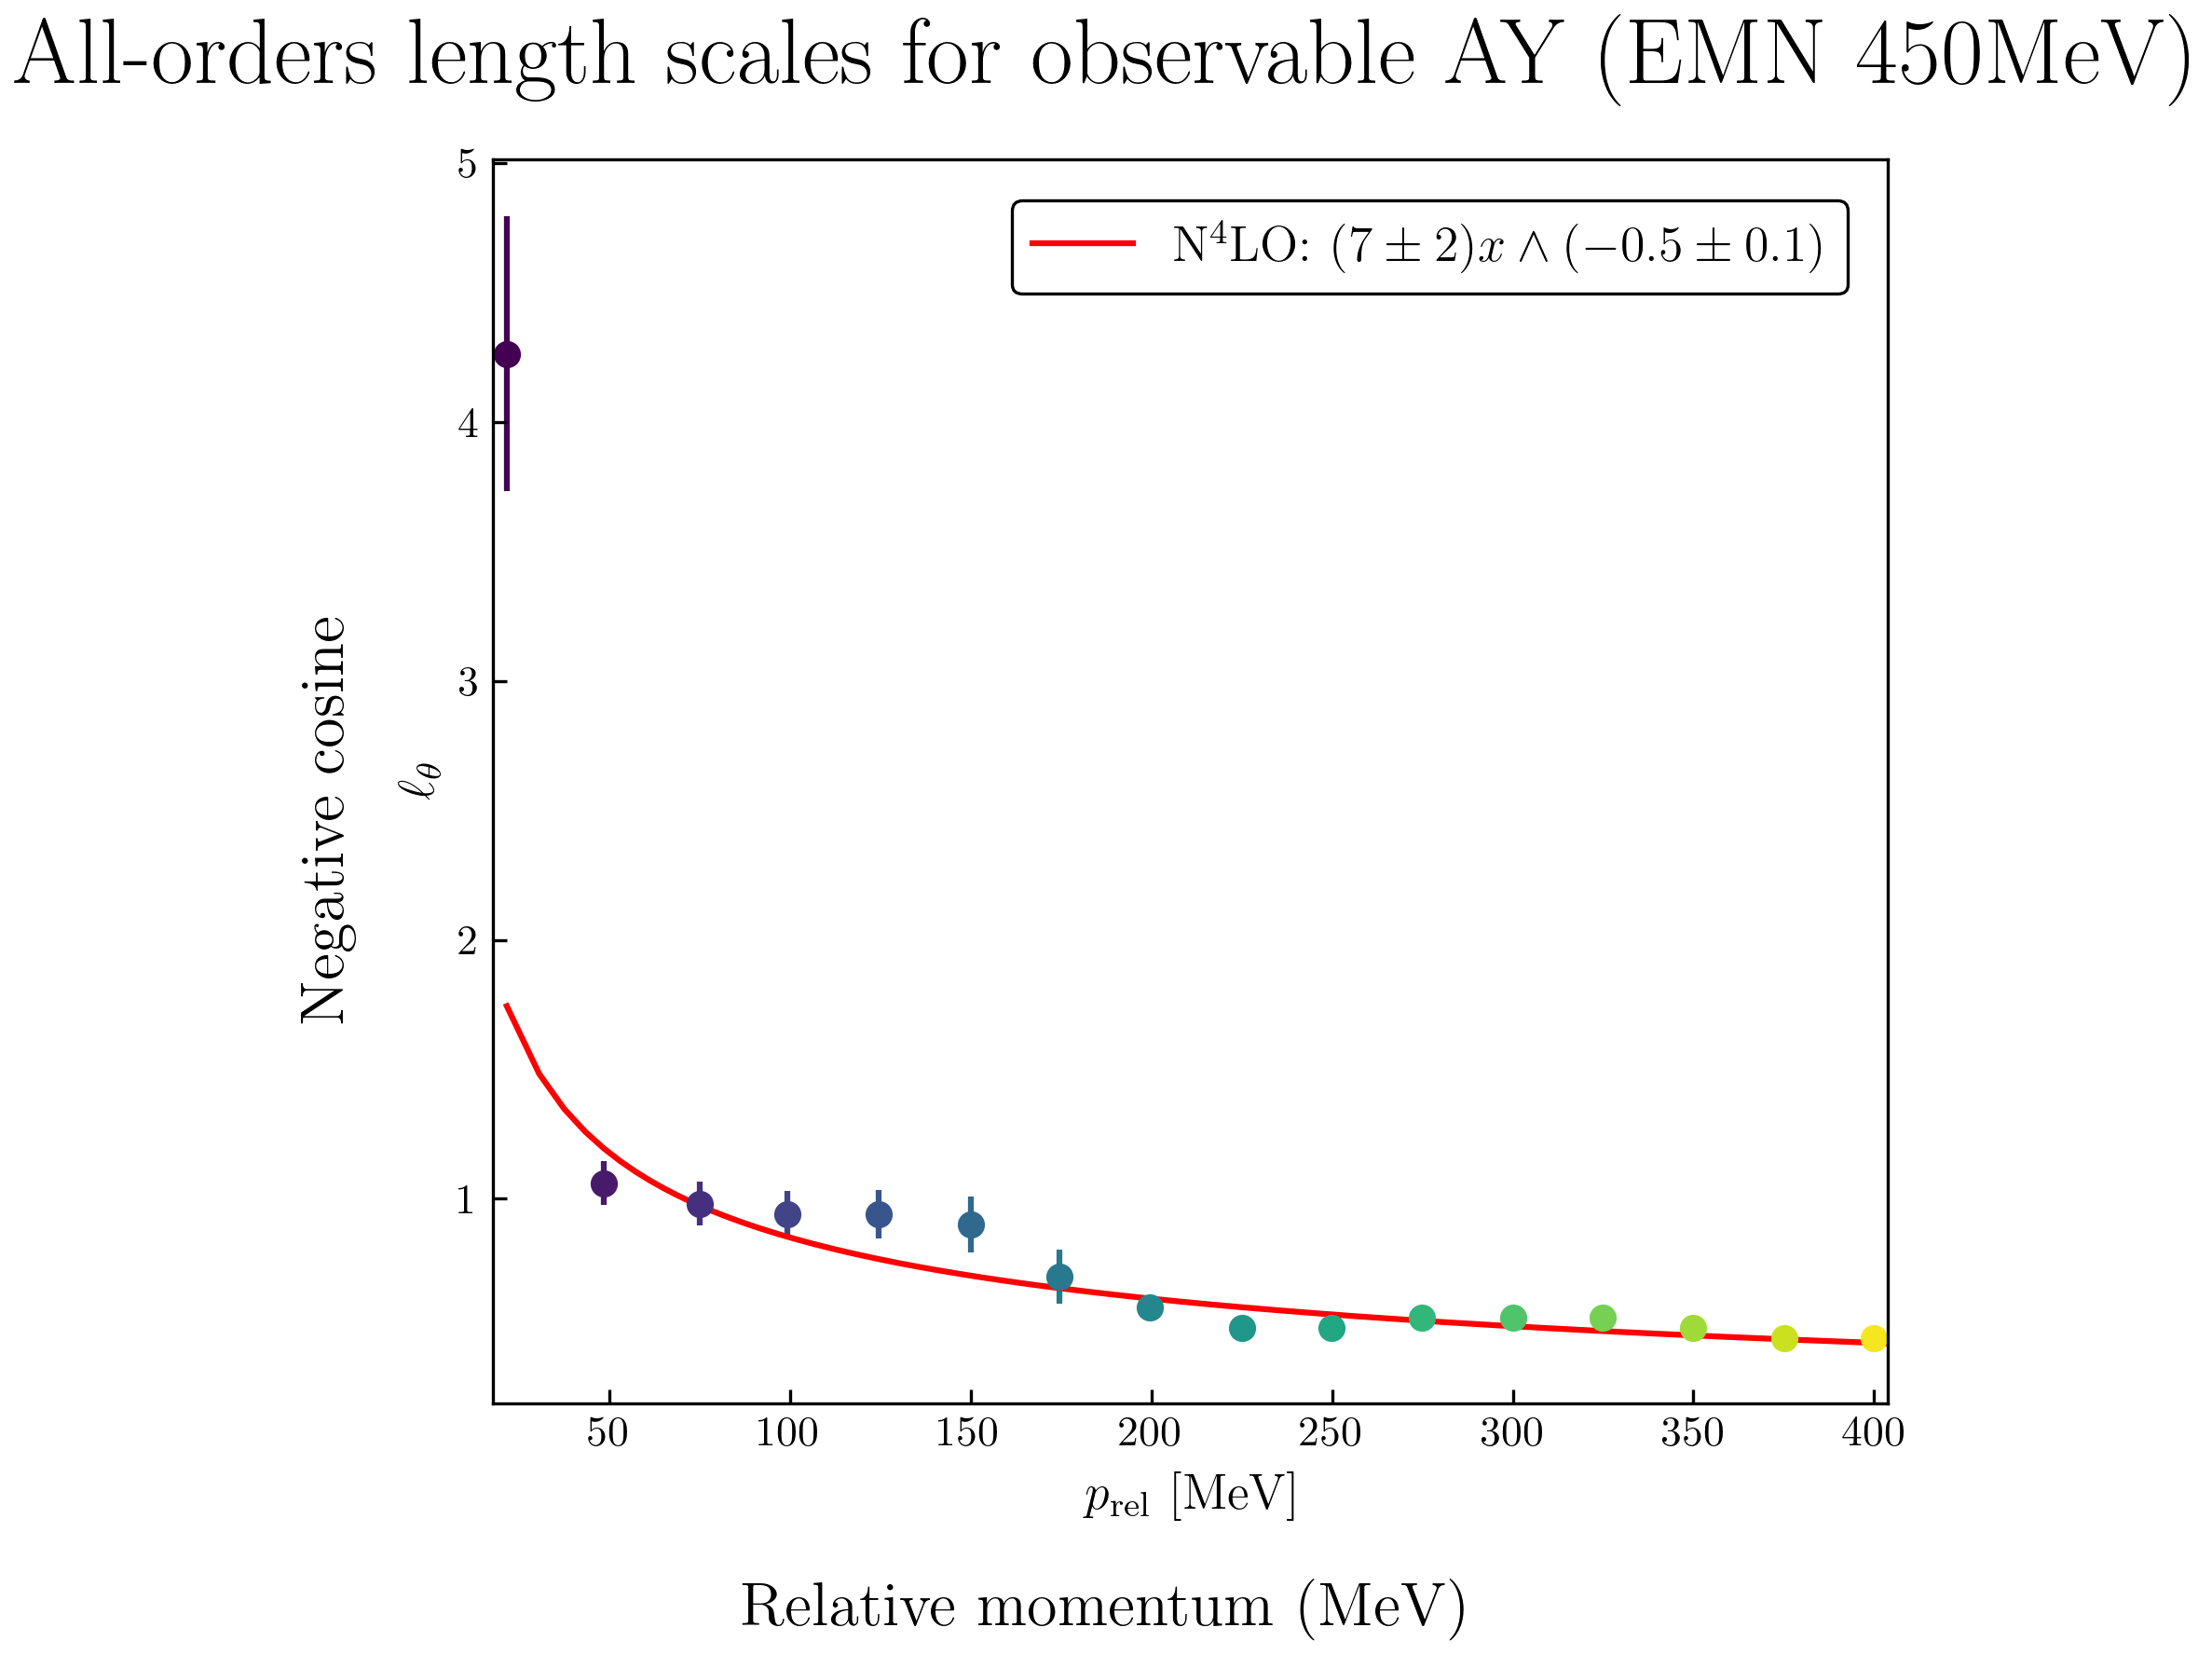 All-orders length scales for observable AY (EMN 450MeV)
N⁴LO: (7 ± 2)x ∧ (−0.5 ± 0.1)
5
4
3
2
1
Negative cosine
ℓ_θ
50 100 150 200 250 300 350 400
p_rel [MeV]
Relative momentum (MeV)